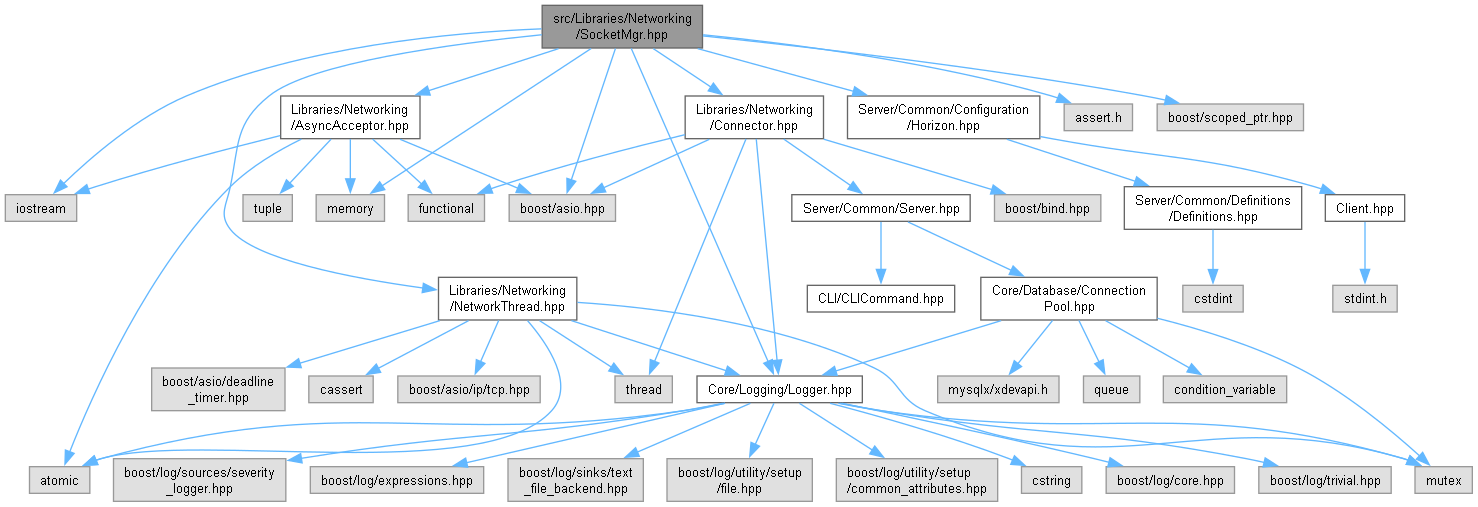 src/Libraries/Networking
/SocketMgr.hpp
Libraries/Networking
/AsyncAcceptor.hpp
Libraries/Networking
/Connector.hpp
Server/Common/Configuration
/Horizon.hpp
assert.h
boost/scoped_ptr.hpp
iostream
tuple
memory
functional
boost/asio.hpp
Server/Common/Server.hpp
boost/bind.hpp
Server/Common/Definitions
/Definitions.hpp
Client.hpp
Libraries/Networking
/NetworkThread.hpp
CLI/CLICommand.hpp
Core/Database/Connection
Pool.hpp
cstdint
stdint.h
boost/asio/deadline
_timer.hpp
cassert
boost/asio/ip/tcp.hpp
thread
Core/Logging/Logger.hpp
mysqlx/xdevapi.h
queue
condition_variable
atomic
boost/log/sources/severity
_logger.hpp
boost/log/expressions.hpp
boost/log/sinks/text
_file_backend.hpp
boost/log/utility/setup
/file.hpp
boost/log/utility/setup
/common_attributes.hpp
cstring
boost/log/core.hpp
boost/log/trivial.hpp
mutex